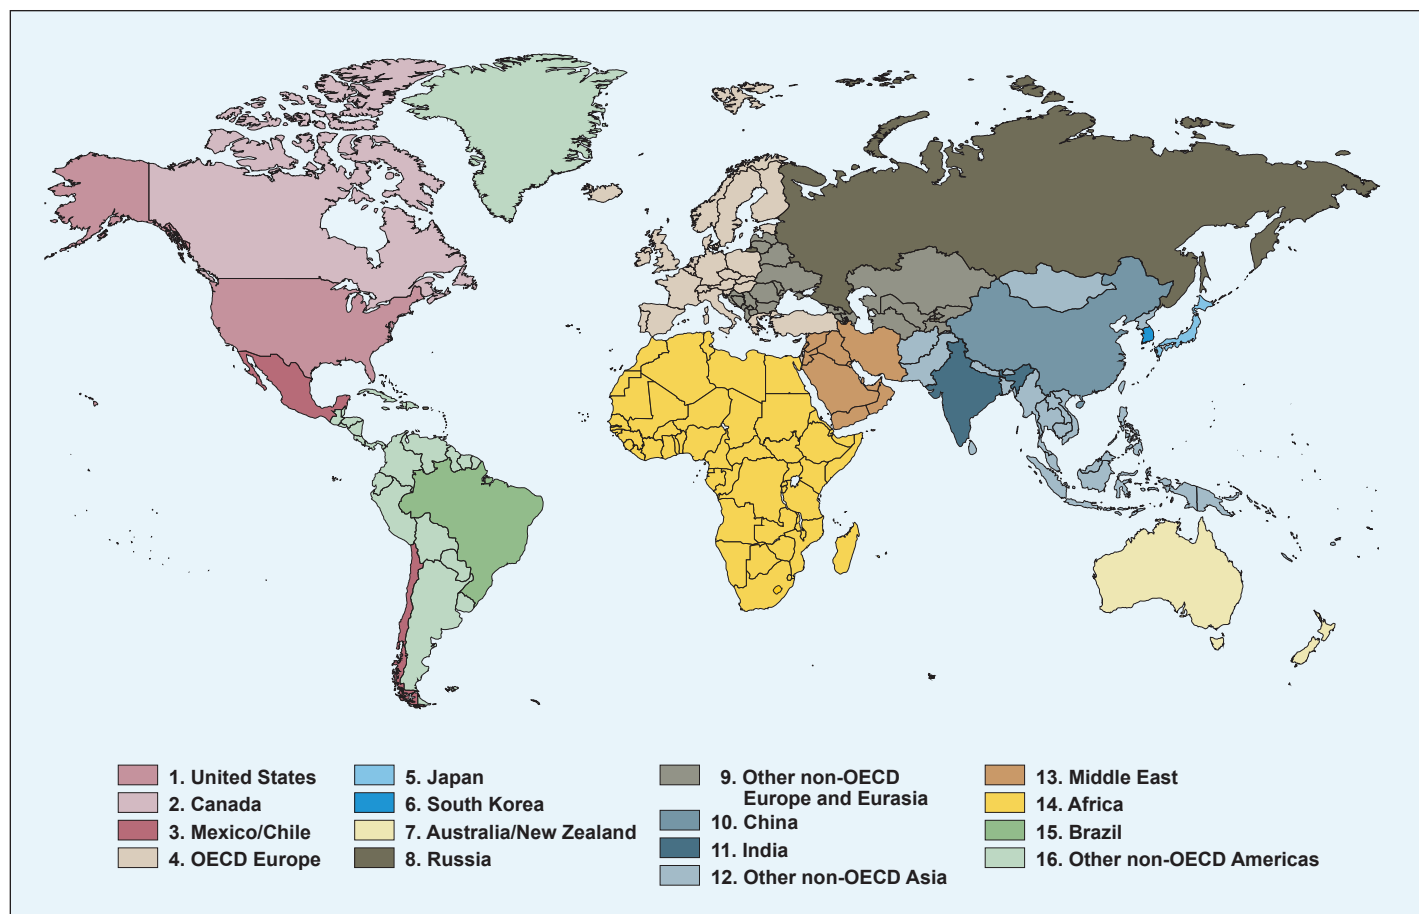 1. United States
2. Canada
3. Mexico/Chile
4. OECD Europe
5. Japan
6. South Korea
7. Australia/New Zealand
8. Russia
9. Other non-OECD
Europe and Eurasia
10. China
11. India
12. Other non-OECD Asia
13. Middle East
14. Africa
15. Brazil
16. Other non-OECD Americas